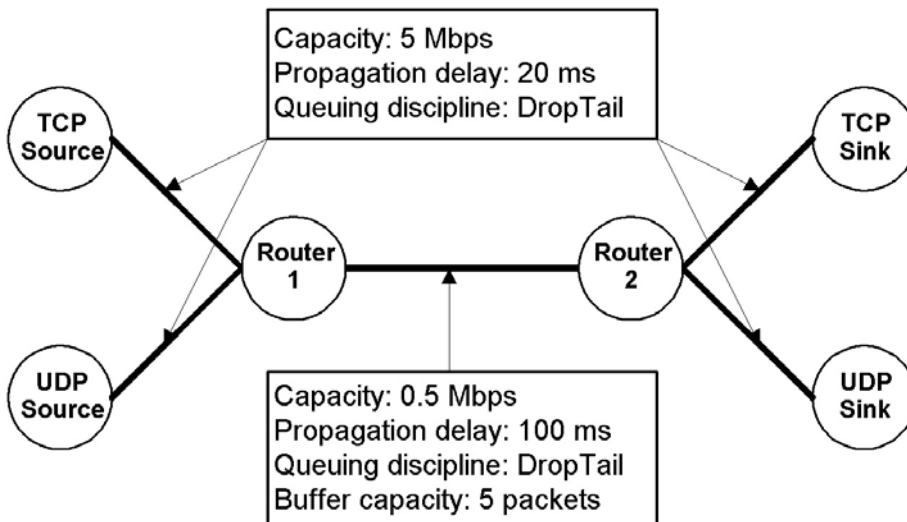 Capacity: 5 Mbps
Propagation delay: 20 ms
Queuing discipline: DropTail
TCP
Source
TCP
Sink
Router
1
Router
2
UDP
Source
UDP
Sink
Capacity: 0.5 Mbps
Propagation delay: 100 ms
Queuing discipline: DropTail
Buffer capacity: 5 packets